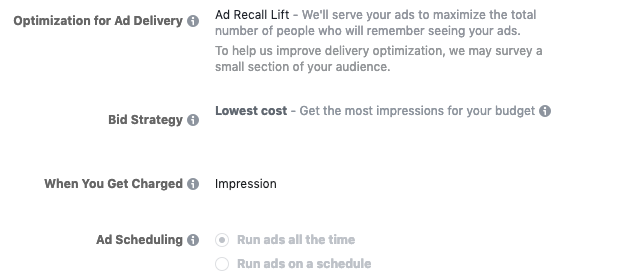 Optimization for Ad Delivery
Ad Recall Lift - We'll serve your ads to maximize the total
number of people who will remember seeing your ads.
To help us improve delivery optimization, we may survey a
small section of your audience.
Bid Strategy
Lowest cost - Get the most impressions for your budget
When You Get Charged
Impression
Ad Scheduling
Run ads all the time
Run ads on a schedule